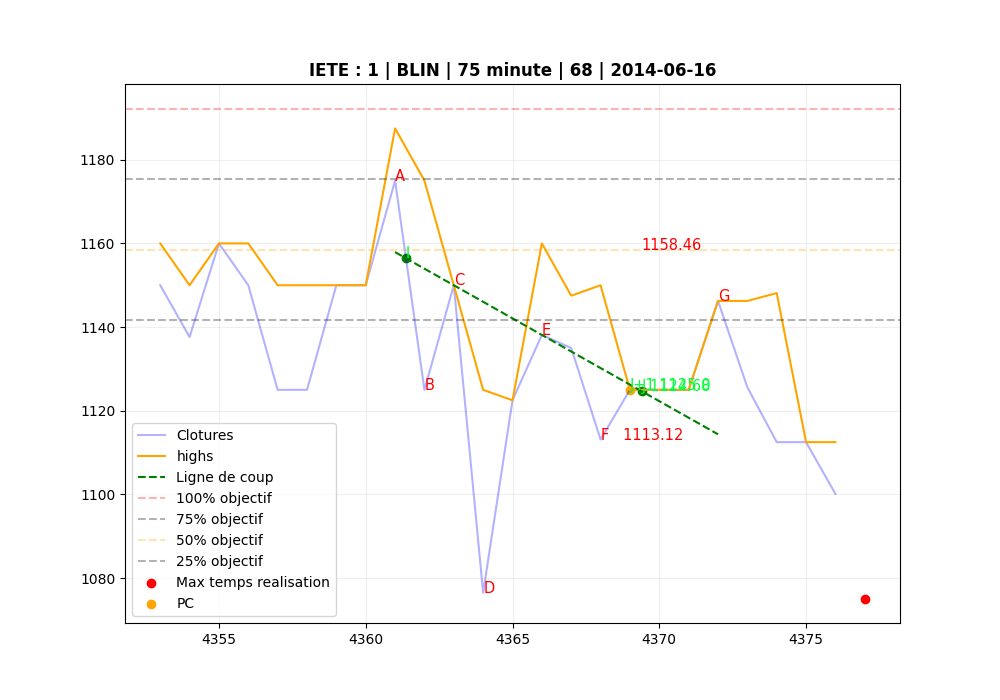 IETE : 1 | BLIN | 75 minute | 68 | 2014-06-16
1180
1160
1140
1120
1100
1080
A
1158.46
C
G
E
B
F 1113.12
D
Clotures
highs
Ligne de coup
100% objectif
75% objectif
50% objectif
25% objectif
Max temps realisation
PC
4355
4360
4365
4370
4375